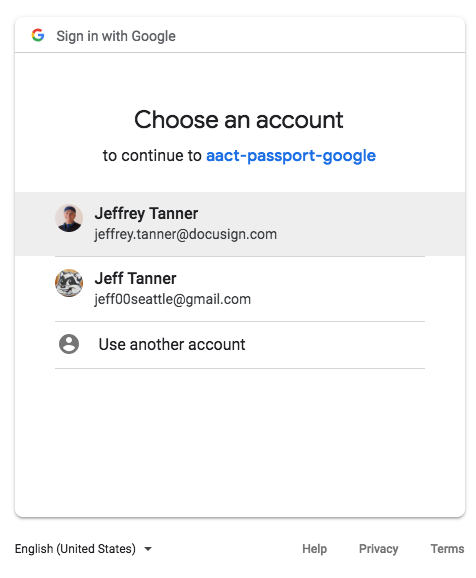 Sign in with Google
Choose an account
to continue to aact-passport-google
Jeffrey Tanner
jeffrey.tanner@docusign.com
Jeff Tanner
jeff00seattle@gmail.com
Use another account
English (United States) Help Privacy Terms